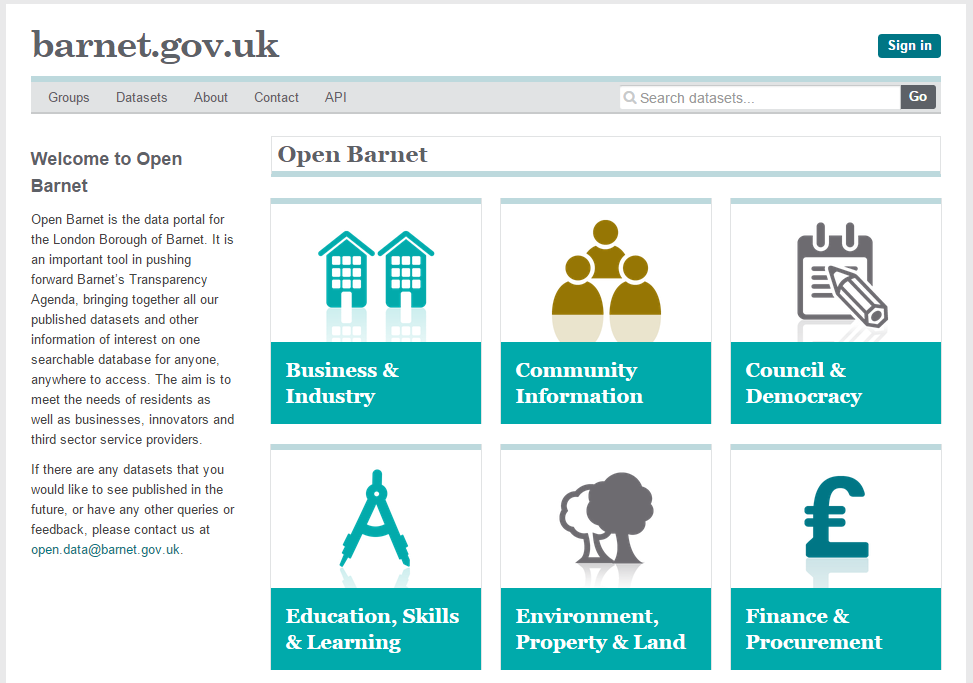 barnet.gov.uk
Sign in
Groups Datasets About Contact API
Search datasets...
Go
Welcome to Open
Barnet
Open Barnet is the data portal for
the London Borough of Barnet. It is
an important tool in pushing
forward Barnet's Transparency
Agenda, bringing together all our
published datasets and other
information of interest on one
searchable database for anyone,
anywhere to access. The aim is to
meet the needs of residents as
well as businesses, innovators and
third sector service providers.
If there are any datasets that you
would like to see published in the
future, or have any other queries or
feedback, please contact us at
open.data@barnet.gov.uk.
Open Barnet
Business &
Industry
Community
Information
Council &
Democracy
Education, Skills
& Learning
Environment,
Property & Land
£
Finance &
Procurement